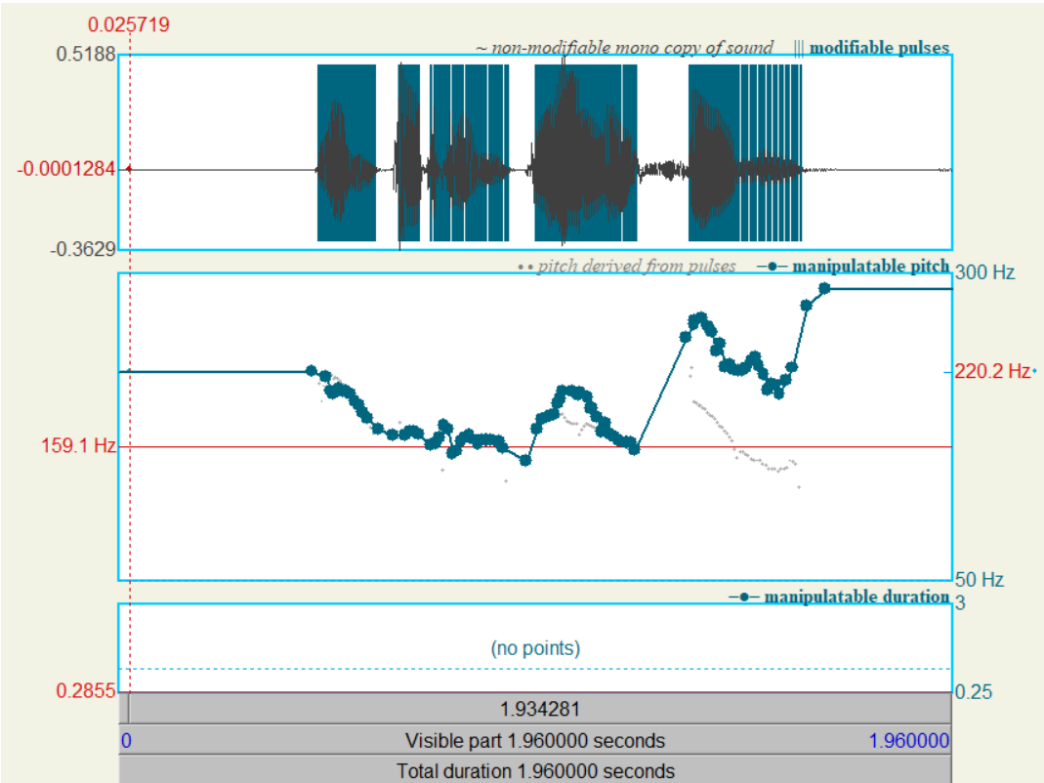 0.025719
0.5188
~ non-modifiable mono copy of sound
modifiable pulses
-0.0001284
-0.3629
•• pitch derived from pulses
manipulatable pitch
300 Hz
220.2 Hz
159.1 Hz
50 Hz
manipulatable duration
3
(no points)
0.2855
0.25
1.934281
0
Visible part 1.960000 seconds
1.960000
Total duration 1.960000 seconds